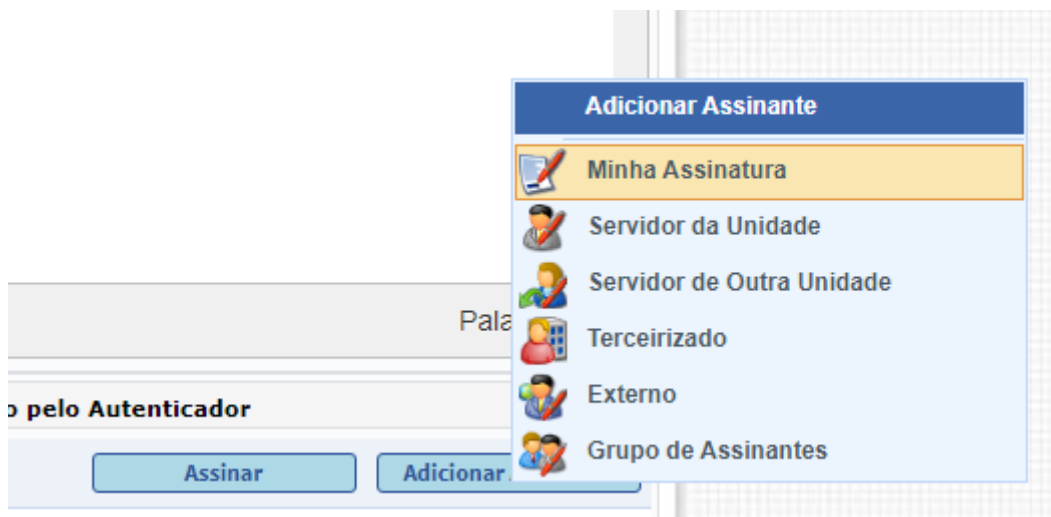 Adicionar Assinante
Minha Assinatura
Servidor da Unidade
Servidor de Outra Unidade
Pala
Terceirizado
Externo
o pelo Autenticador
Grupo de Assinantes
Assinar
Adicionar